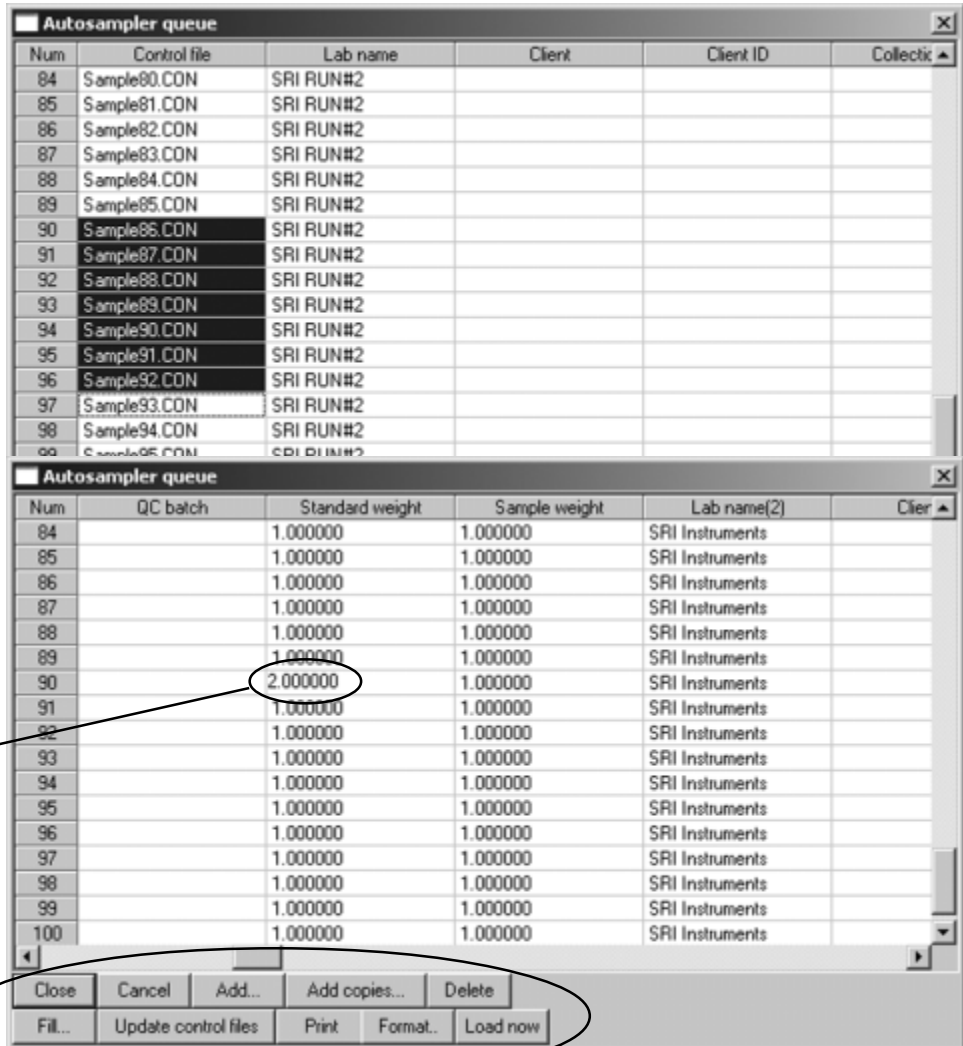 Autosampler queue
Num Control file Lab name Client Client ID Collectic
84 Sample80.CON SRI RUN#2
85 Sample81.CON SRI RUN#2
86 Sample82.CON SRI RUN#2
87 Sample83.CON SRI RUN#2
88 Sample84.CON SRI RUN#2
89 Sample85.CON SRI RUN#2
90 Sample86.CON SRI RUN#2
91 Sample87.CON SRI RUN#2
92 Sample88.CON SRI RUN#2
93 Sample89.CON SRI RUN#2
94 Sample90.CON SRI RUN#2
95 Sample91.CON SRI RUN#2
96 Sample92.CON SRI RUN#2
97 Sample93.CON SRI RUN#2
98 Sample94.CON SRI RUN#2
99 Sample95.CON SRI RUN#2
Autosampler queue
Num QC batch Standard weight Sample weight Lab name(2) Clier
84 1.000000 1.000000 SRI Instruments
85 1.000000 1.000000 SRI Instruments
86 1.000000 1.000000 SRI Instruments
87 1.000000 1.000000 SRI Instruments
88 1.000000 1.000000 SRI Instruments
89 1.000000 1.000000 SRI Instruments
90 2.000000 1.000000 SRI Instruments
91 1.000000 1.000000 SRI Instruments
92 1.000000 1.000000 SRI Instruments
93 1.000000 1.000000 SRI Instruments
94 1.000000 1.000000 SRI Instruments
95 1.000000 1.000000 SRI Instruments
96 1.000000 1.000000 SRI Instruments
97 1.000000 1.000000 SRI Instruments
98 1.000000 1.000000 SRI Instruments
99 1.000000 1.000000 SRI Instruments
100 1.000000 1.000000 SRI Instruments
Close Cancel Add... Add copies... Delete
Fill... Update control files Print Format.. Load now